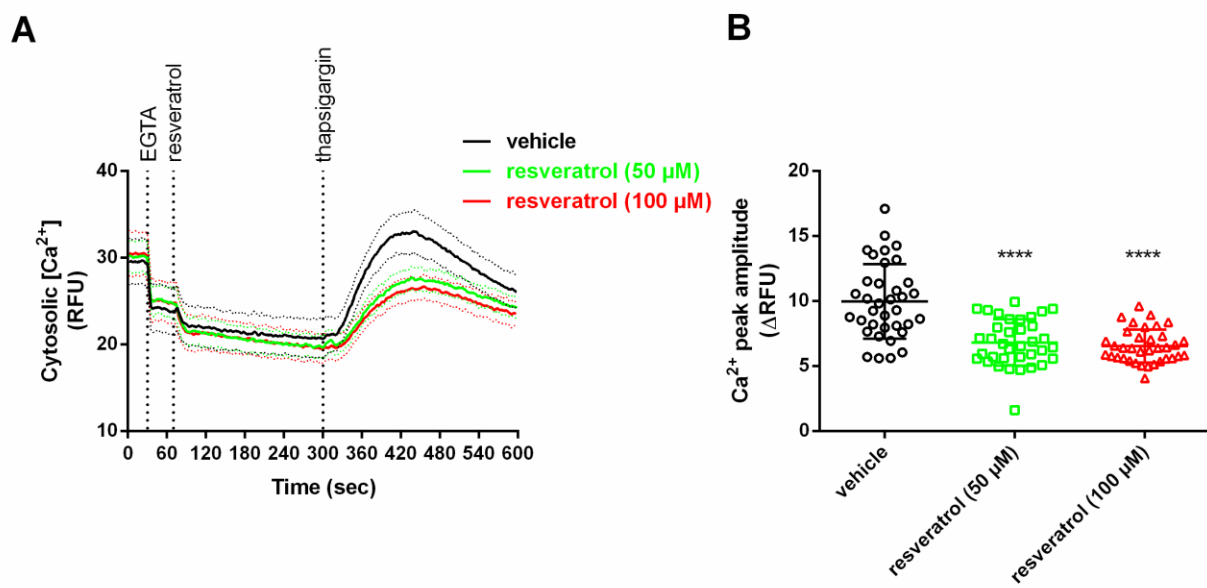 A
EGTA
resveratrol
thapsigargin
vehicle
resveratrol (50 µM)
resveratrol (100 µM)
Cytosolic [Ca²⁺]
(RFU)
40
30
20
10
0 60 120 180 240 300 360 420 480 540 600
Time (sec)
B
Ca²⁺ peak amplitude
(ΔRFU)
20
15
10
5
0
**** ****
vehicle
resveratrol (50 µM)
resveratrol (100 µM)